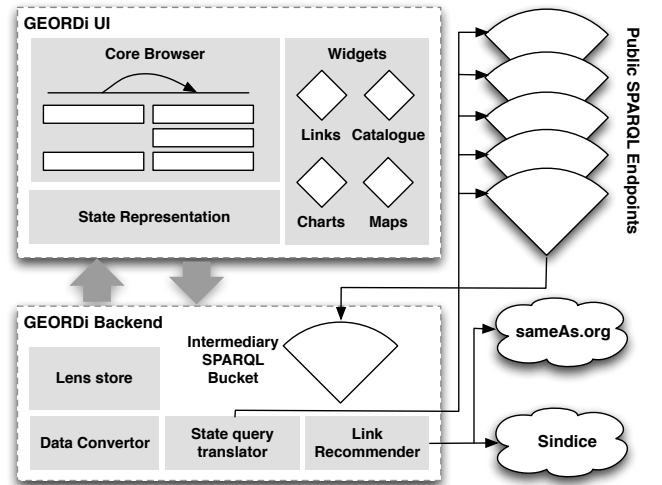 GEORDi UI
Core Browser
Widgets
Links
Catalogue
Charts
Maps
State Representation
Public SPARQL Endpoints
GEORDi Backend
Intermediary
SPARQL
Bucket
Lens store
Data Convertor
State query
translator
Link
Recommender
sameAs.org
Sindice